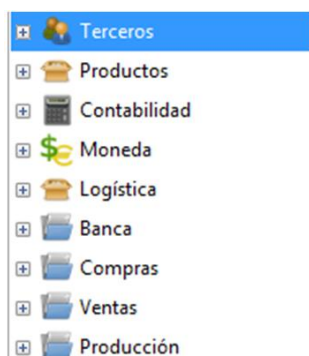 Terceros
Productos
Contabilidad
Moneda
Logística
Banca
Compras
Ventas
Producción